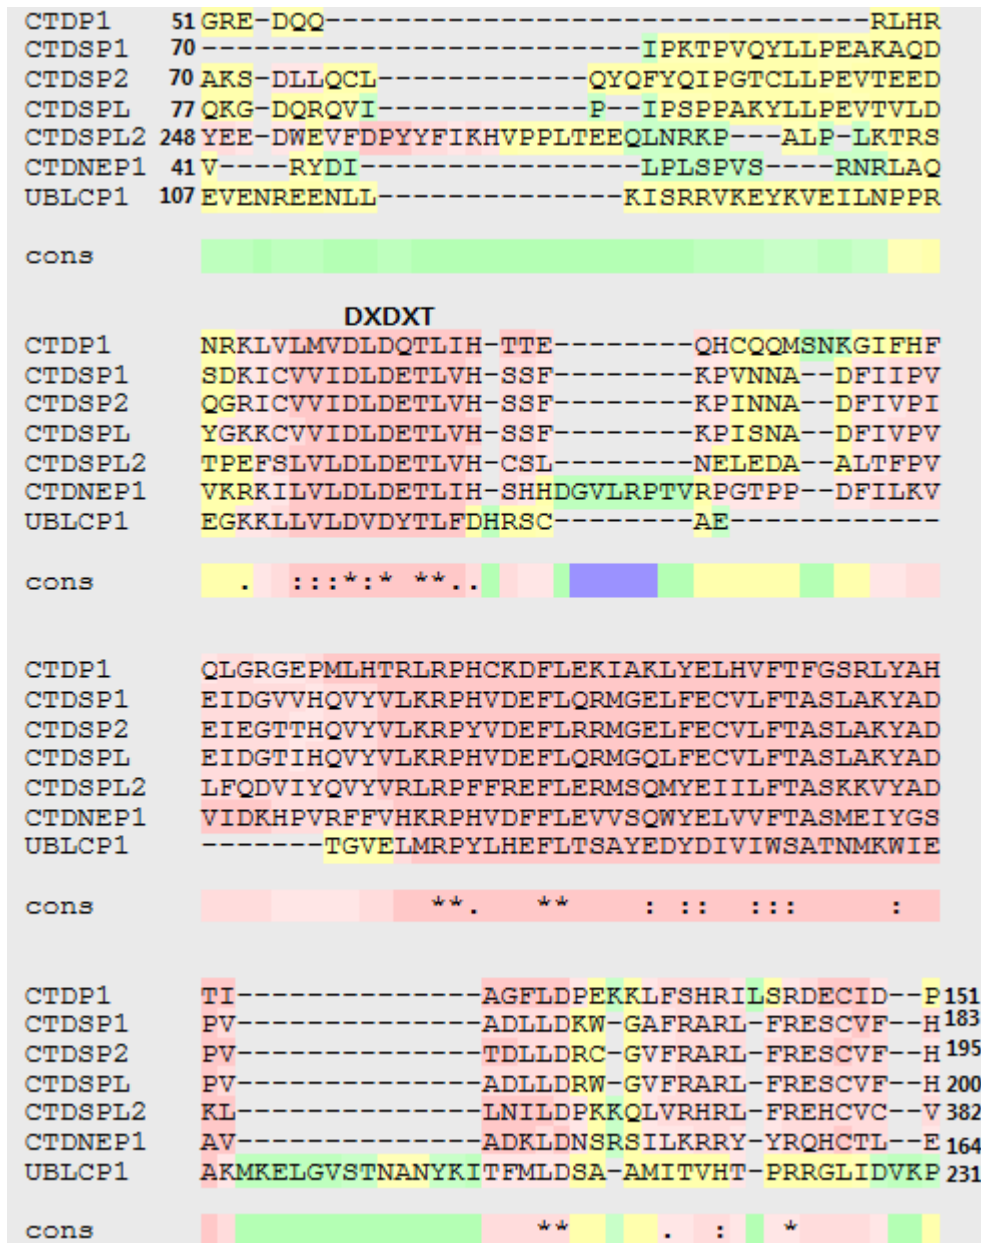 CTDP1 51 GRE-DQQ-------------------------------RLHR
CTDSP1 70 -------------------------IPKTPVQYLLPEAKAQD
CTDSP2 70 AKS-DLLQCL------------QYQFYQIPGTCLLPEVTEED
CTDSPL 77 QKG-DQRQVI------------P--IPSPPAKYLLPEVTVLD
CTDSPL2 248 YEE-DWEVFDPYYFIKHVPPLTEEQLNRKP---ALP-LKTRS
CTDNEP1 41 V----RYDI----------------LPLSPVS----RNRLAQ
UBLCP1 107 EVENREENLL--------------KISRRVKEYKVEILNPPR
cons
DXDXT
CTDP1 NRKLVLMVDLDQTLIH-TTE--------QHCQQMSNKGIFHF
CTDSP1 SDKICVVIDLDETLVH-SSF--------KPVNNA--DFIIPV
CTDSP2 QGRICVVIDLDETLVH-SSF--------KPINNA--DFIVPI
CTDSPL YGKKCVVIDLDETLVH-SSF--------KPISNA--DFIVPV
CTDSPL2 TPEFSLVLDLDETLVH-CSL--------NELEDA--ALTFPV
CTDNEP1 VKRKILVLDLDETLIH-SHHDGVLRPTVRPGTPP--DFILKV
UBLCP1 EGKKLLVLDVDYTLFDHRSC--------AE------------
cons . :::*:* **..
CTDP1 QLGRGEPMLHTRLRPHCKDFLEKIAKLYELHVFTFGSRLYAH
CTDSP1 EIDGVVHQVYVLKRPHVDEFLQRMGELFECVLFTASLAKYAD
CTDSP2 EIEGTTHQVYVLKRPYVDEFLRRMGELFECVLFTASLAKYAD
CTDSPL EIDGTIHQVYVLKRPHVDEFLQRMGQLFECVLFTASLAKYAD
CTDSPL2 LFQDVIYQVYVRLRPFFREFLERMSQMYEIILFTASKKVYAD
CTDNEP1 VIDKHPVRFFVHKRPHVDFFLEVVSQWYELVVFTASMEIYGS
UBLCP1 -------TGVELMRPYLHEFLTSAYEDYDIVIWSATNMKWIE
cons **. ** : :: ::: :
CTDP1 TI--------------AGFLDPEKKLFSHRILSRDECID--P 151
CTDSP1 PV--------------ADLLDKW-GAFRARL-FRESCVF--H 183
CTDSP2 PV--------------TDLLDRC-GVFRARL-FRESCVF--H 195
CTDSPL PV--------------ADLLDRW-GVFRARL-FRESCVF--H 200
CTDSPL2 KL--------------LNILDPKKQLVRHRL-FREHCVC--V 382
CTDNEP1 AV--------------ADKLDNSRSILKRRY-YRQHCTL--E 164
UBLCP1 AKMKELGVSTNANYKITFMLDSA-AMITVHT-PRRGLIDVKP 231
cons ** . : *